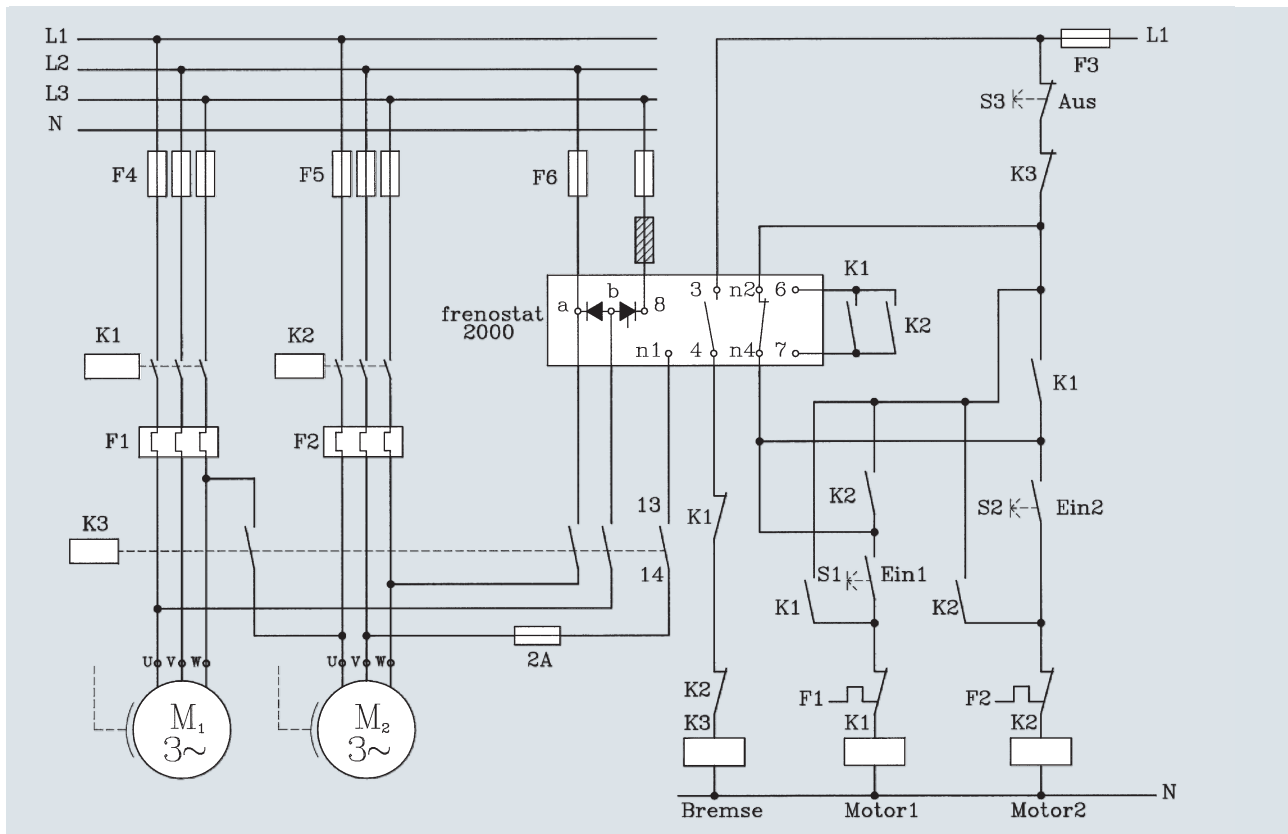 L1
L1
L2
F3
L3
S3 Aus
N
F4 F5 F6 K3
K1
b 3 n2 6
a 8
frenostat
2000
K2
K1 K2
n1 4 n4 7
K1
F1 F2
K2
13 S2 Ein2
K3 K1
14 S1 Ein1
K1 K2
2A
U V W U V W
K2 F1 F2
M1 M2 K3 K1 K2
3~ 3~
N
Bremse Motor1 Motor2